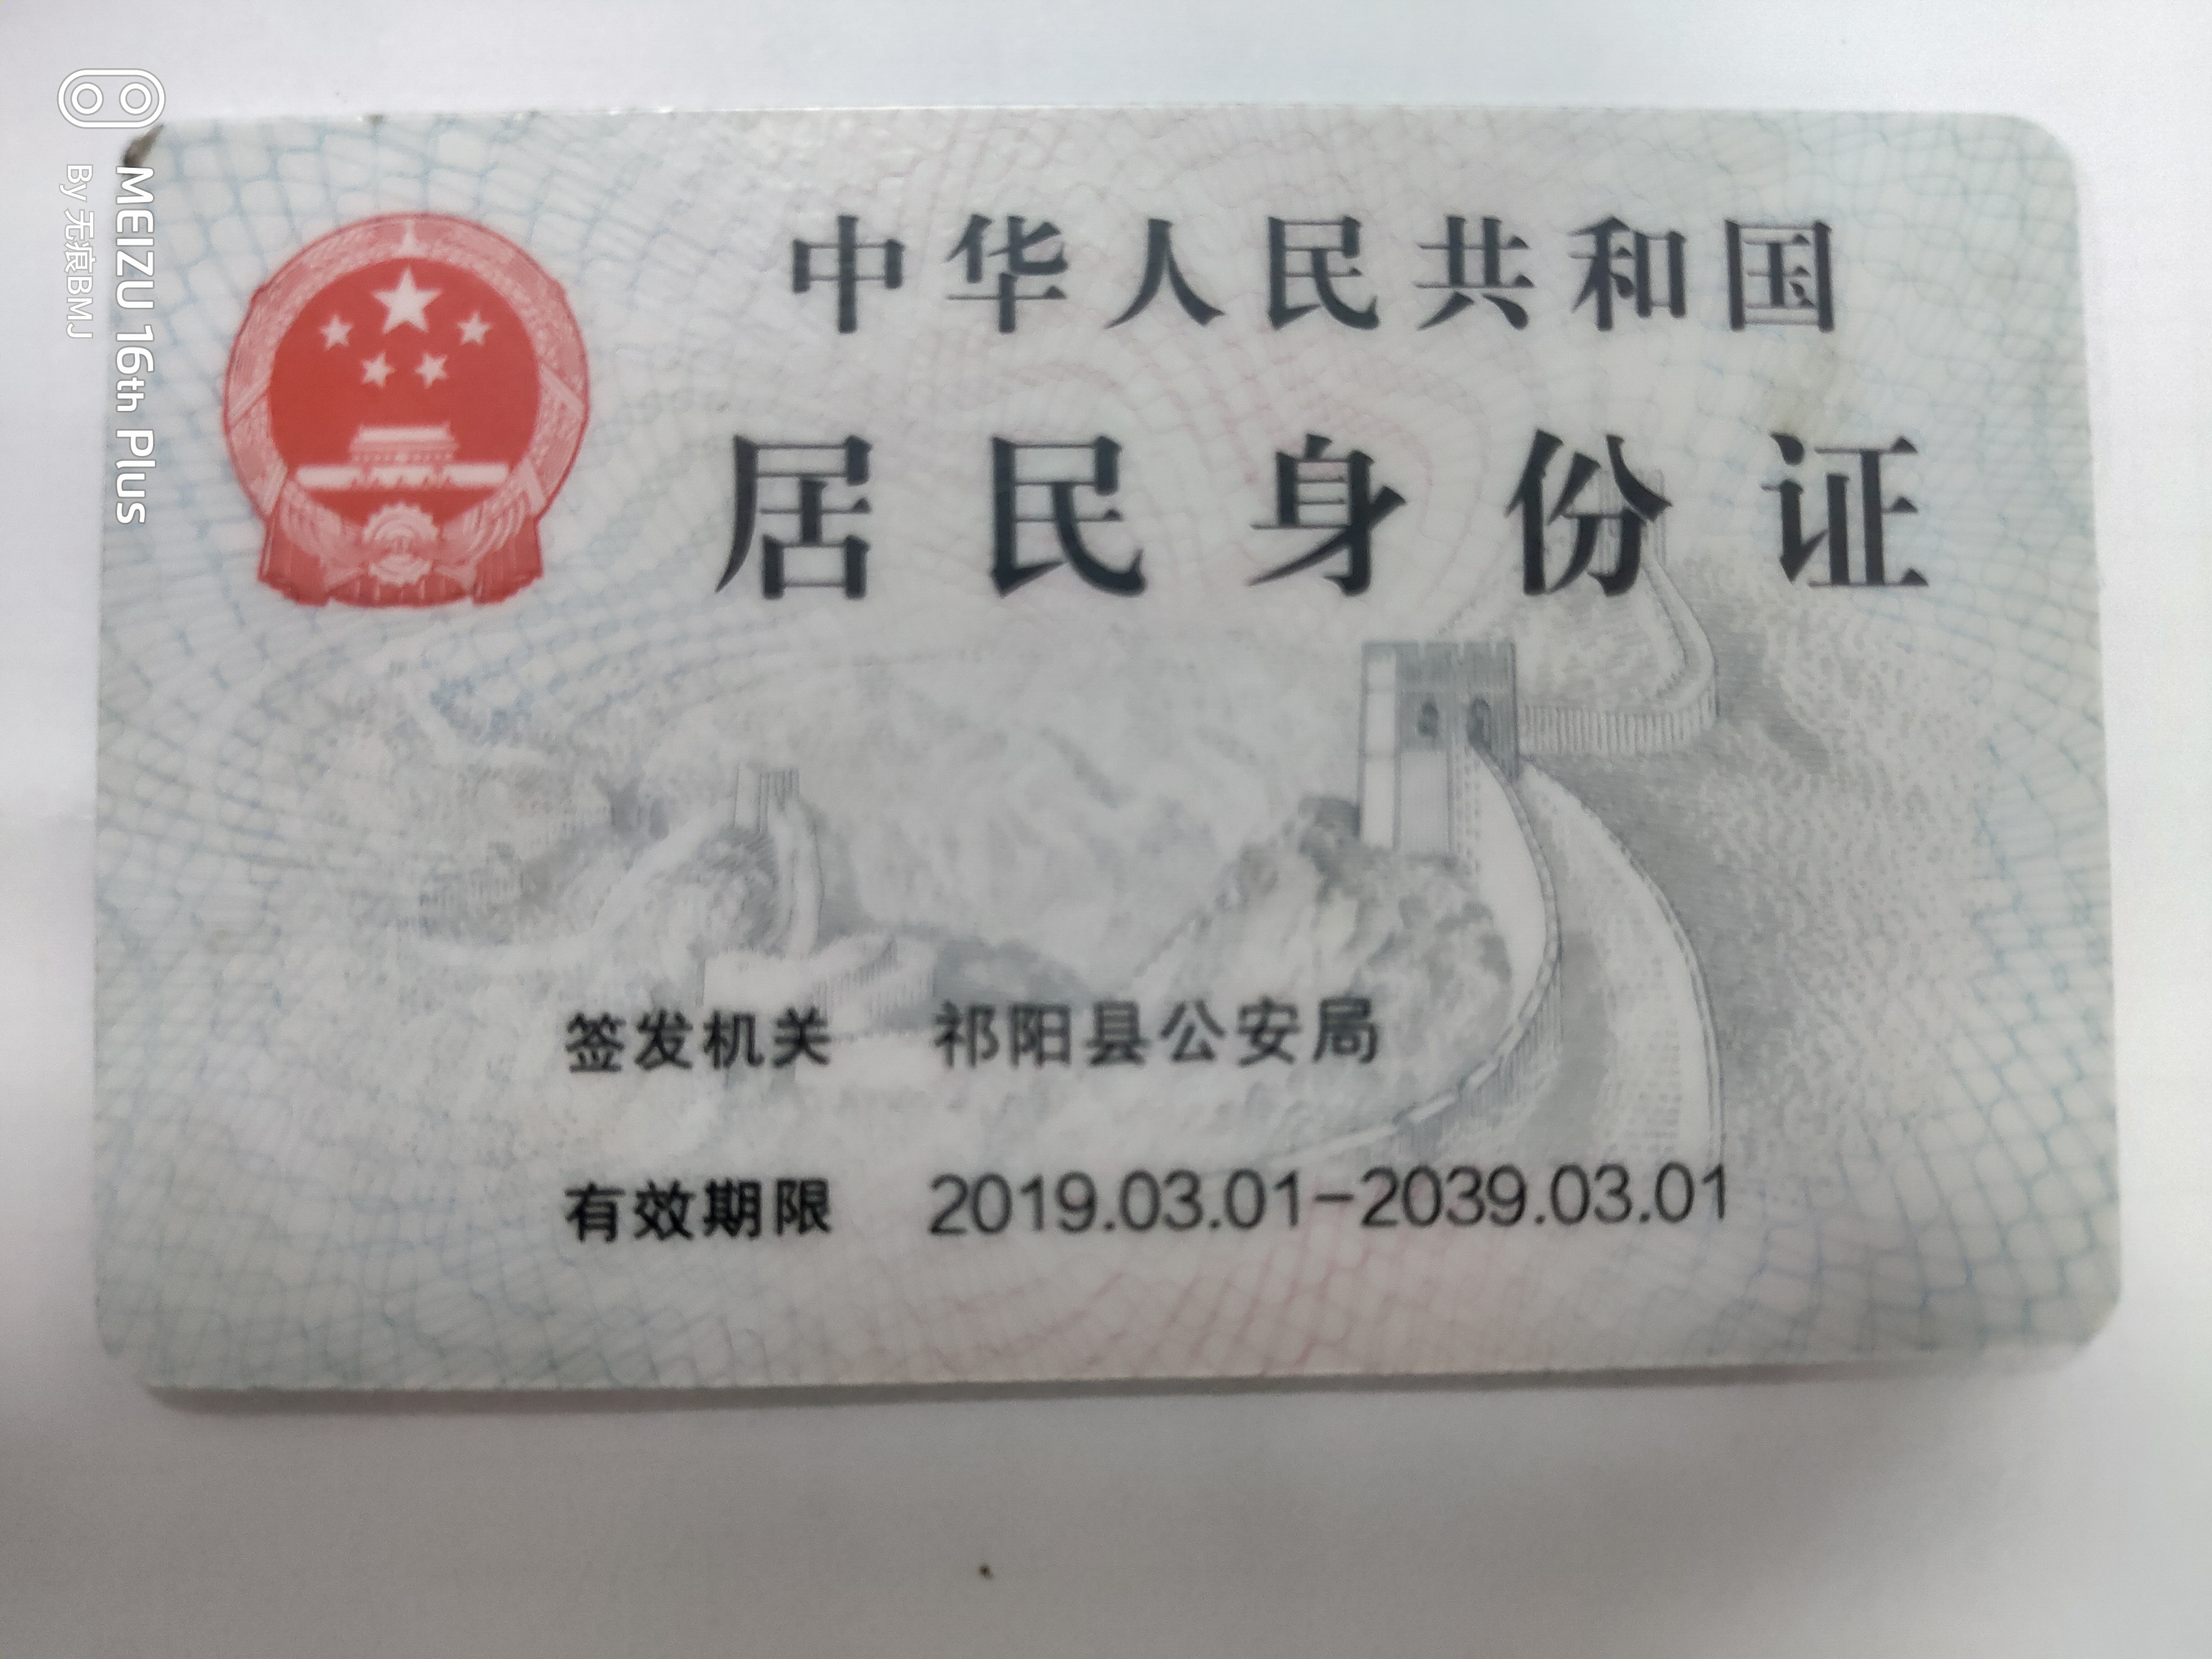 中华人民共和国
居民身份证
签发机关 祁阳县公安局
有效期限 2019.03.01-2039.03.01
MEIZU 16th Plus
By 无痕BMJ